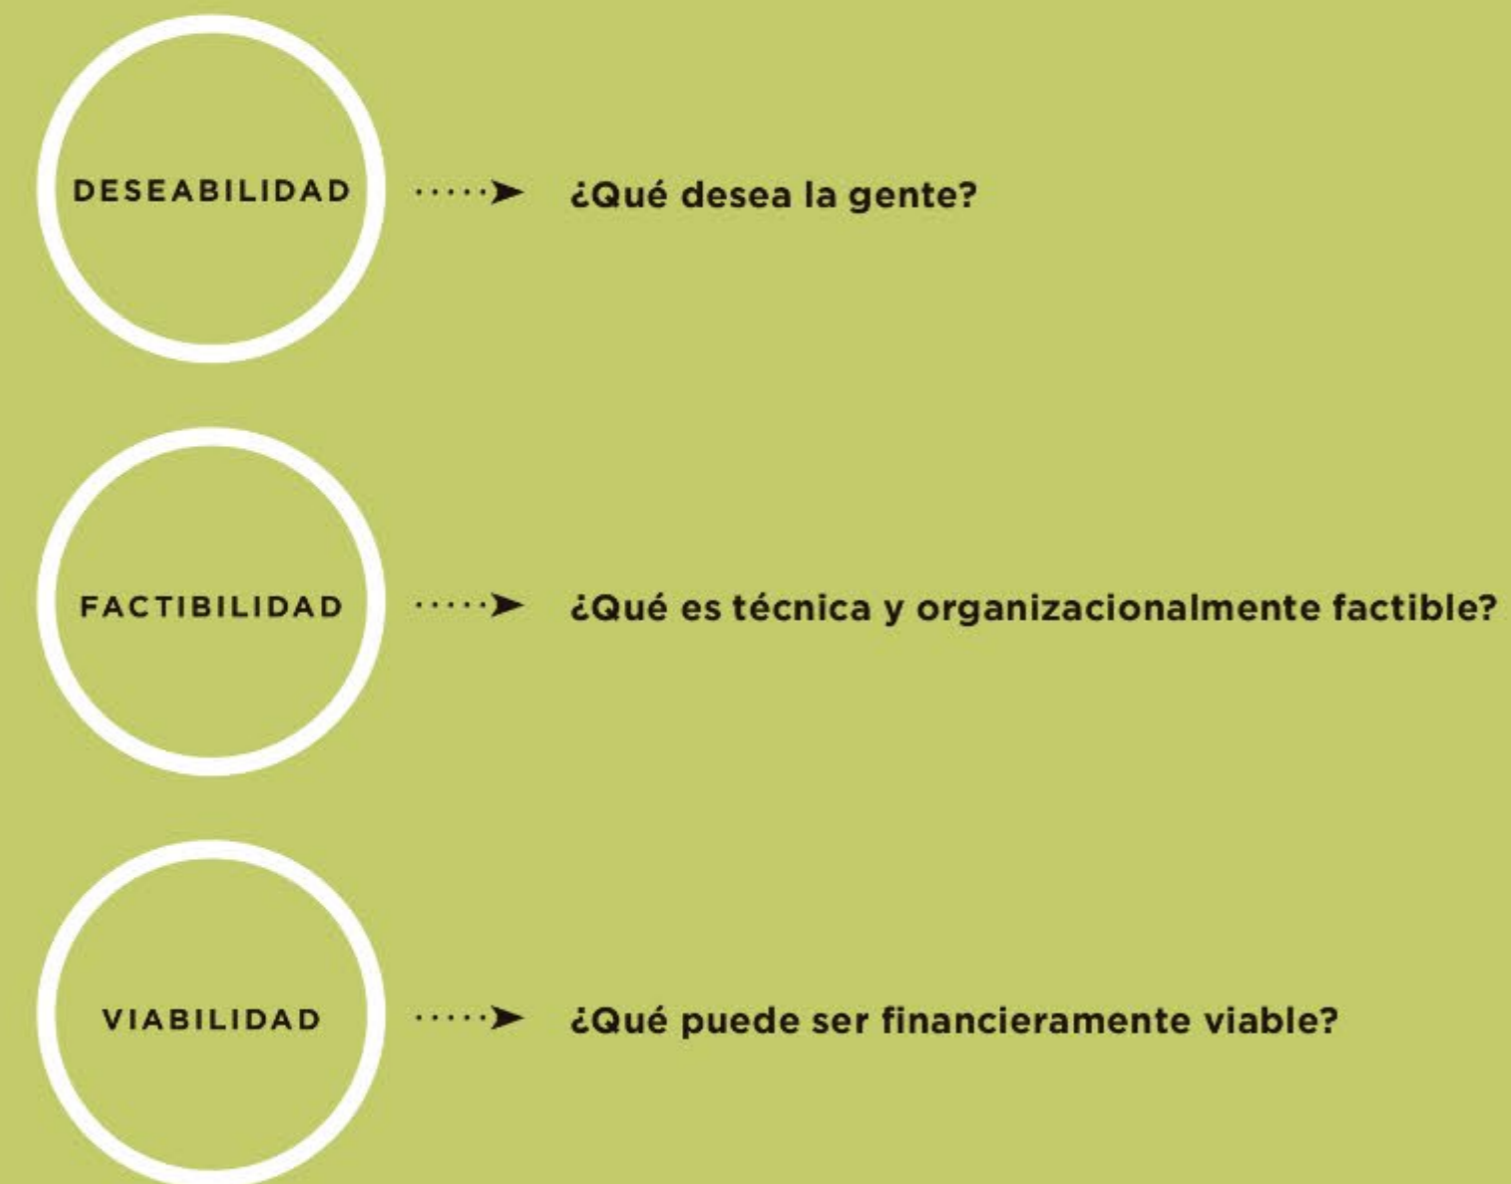 DESEABILIDAD
¿Qué desea la gente?
FACTIBILIDAD
¿Qué es técnica y organizacionalmente factible?
VIABILIDAD
¿Qué puede ser financieramente viable?